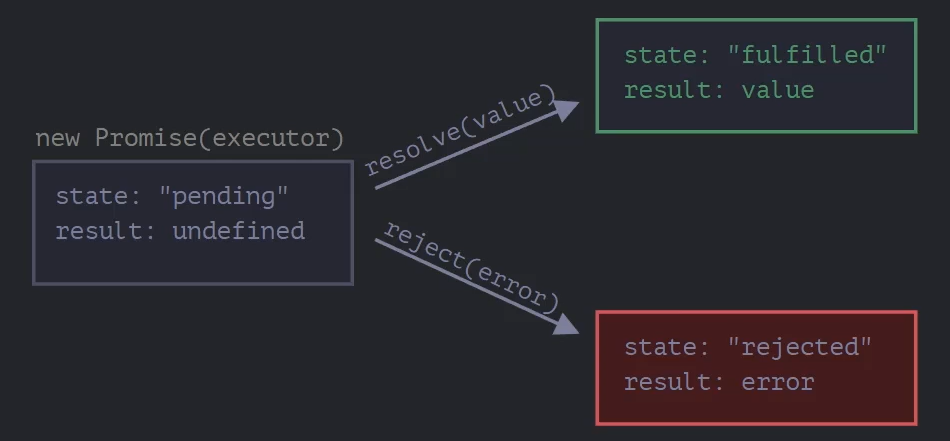 new Promise(executor)
state: "pending"
result: undefined
resolve(value)
state: "fulfilled"
result: value
reject(error)
state: "rejected"
result: error